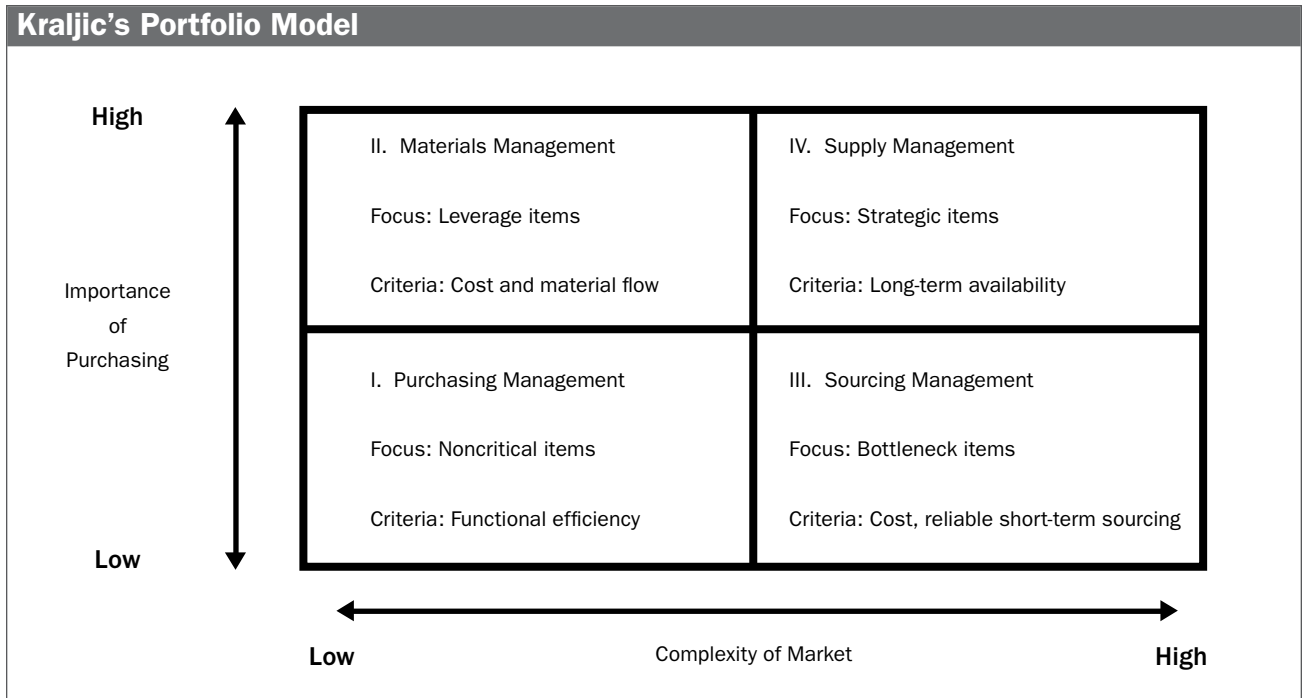 Kraljic's Portfolio Model
High
Importance
of
Purchasing
Low
II. Materials Management
Focus: Leverage items
Criteria: Cost and material flow
IV. Supply Management
Focus: Strategic items
Criteria: Long-term availability
I. Purchasing Management
Focus: Noncritical items
Criteria: Functional efficiency
III. Sourcing Management
Focus: Bottleneck items
Criteria: Cost, reliable short-term sourcing
Low
Complexity of Market
High